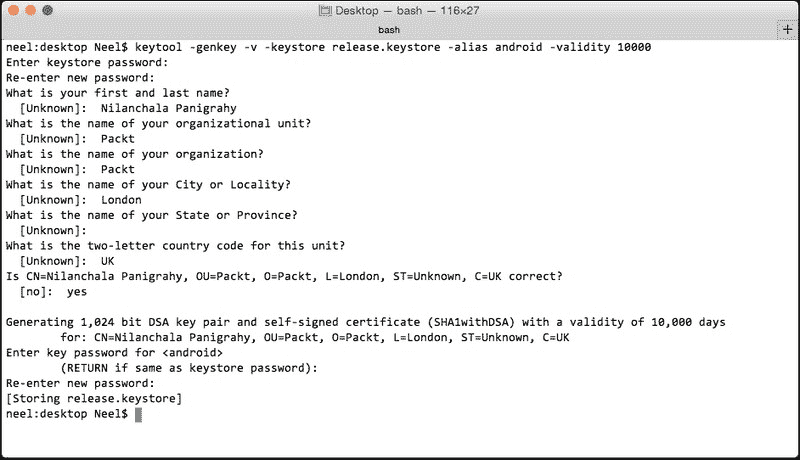 Desktop — bash — 116×27
bash
+
neel:desktop Neel$ keytool -genkey -v -keystore release.keystore -alias android -validity 10000
Enter keystore password:
Re-enter new password:
What is your first and last name?
  [Unknown]:  Nilanchala Panigrahy
What is the name of your organizational unit?
  [Unknown]:  Packt
What is the name of your organization?
  [Unknown]:  Packt
What is the name of your City or Locality?
  [Unknown]:  London
What is the name of your State or Province?
  [Unknown]:
What is the two-letter country code for this unit?
  [Unknown]:  UK
Is CN=Nilanchala Panigrahy, OU=Packt, O=Packt, L=London, ST=Unknown, C=UK correct?
  [no]:  yes

Generating 1,024 bit DSA key pair and self-signed certificate (SHA1withDSA) with a validity of 10,000 days
        for: CN=Nilanchala Panigrahy, OU=Packt, O=Packt, L=London, ST=Unknown, C=UK
Enter key password for <android>
        (RETURN if same as keystore password):
Re-enter new password:
[Storing release.keystore]
neel:desktop Neel$